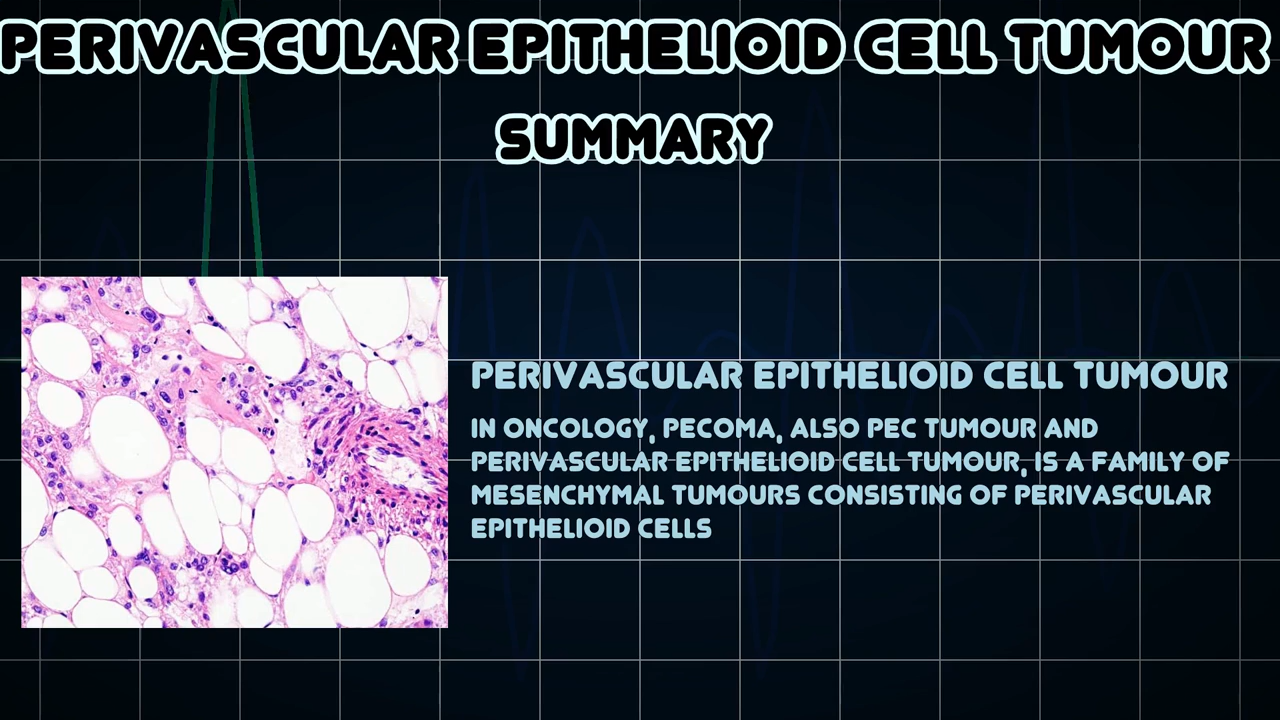 PERIVASCULAR EPITHELIOID CELL TUMOUR
SUMMARY
PERIVASCULAR EPITHELIOID CELL TUMOUR
IN ONCOLOGY, PECOMA, ALSO PEC TUMOUR AND
PERIVASCULAR EPITHELIOID CELL TUMOUR, IS A FAMILY OF
MESENCHYMAL TUMOURS CONSISTING OF PERIVASCULAR
EPITHELIOID CELLS